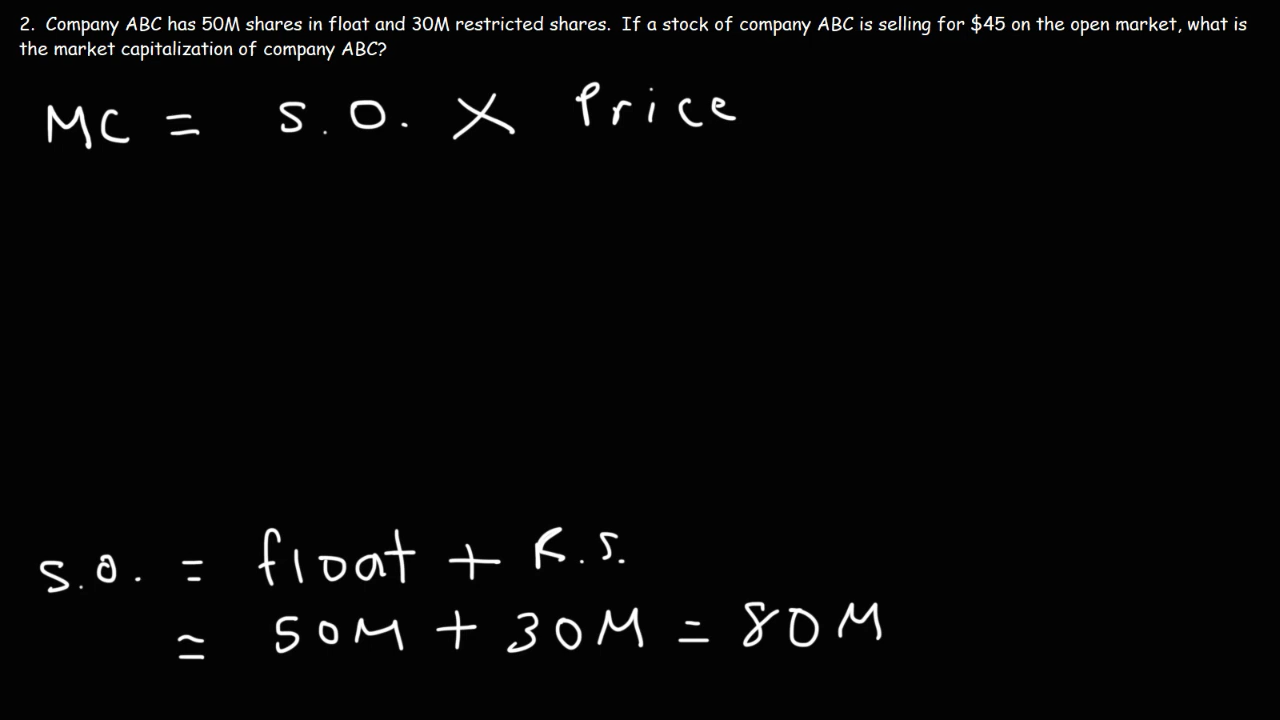 2. Company ABC has 50M shares in float and 30M restricted shares. If a stock of company ABC is selling for $45 on the open market, what is
the market capitalization of company ABC?
MC = S.O. X Price
S.O. = float + R.S.
= 50M + 30M = 80M